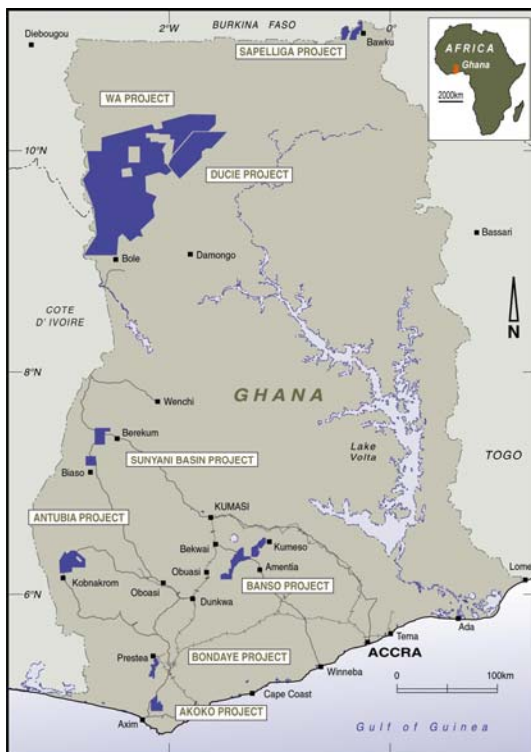 2°W
BURKINA FASO
0°
Diebougou
Bawku
SAPELLIGA PROJECT
AFRICA
Ghana
2000km
WA PROJECT
10°N
DUCIE PROJECT
Bassari
Bole
Damongo
N
COTE
D' IVOIRE
8°N
GHANA
Wenchi
Berekum
Lake
Volta
TOGO
SUNYANI BASIN PROJECT
Biaso
ANTUBIA PROJECT
KUMASI
Bekwai
Kumeso
Obuasi
Amentia
Kobnakrom
Oboasi
BANSO PROJECT
Lome
6°N
Dunkwa
Ada
Tema
ACCRA
Prestea
BONDAYE PROJECT
Winneba
0
100km
Cape Coast
AKOKO PROJECT
Axim
Gulf of Guinea